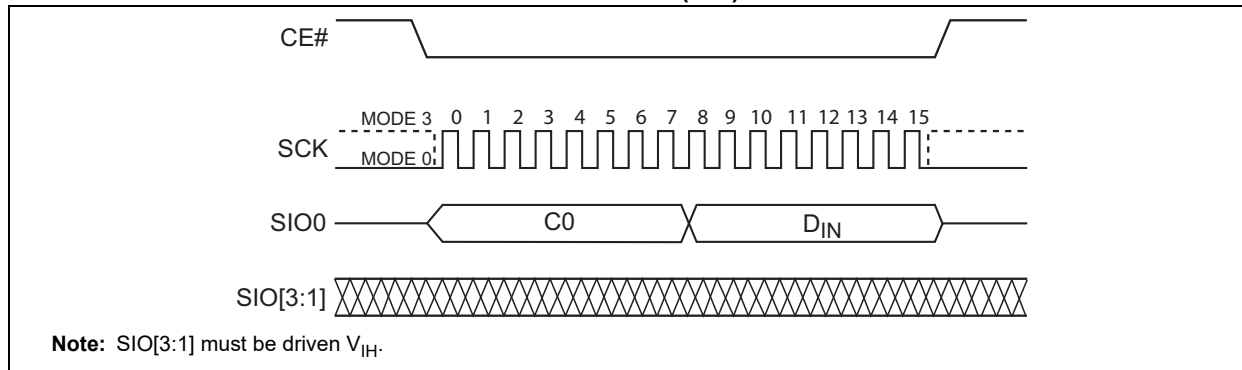 CE#
MODE 3 0 1 2 3 4 5 6 7 8 9 10 11 12 13 14 15
SCK
MODE 0
SIO0 C0 DIN
SIO[3:1]
Note: SIO[3:1] must be driven VIH.